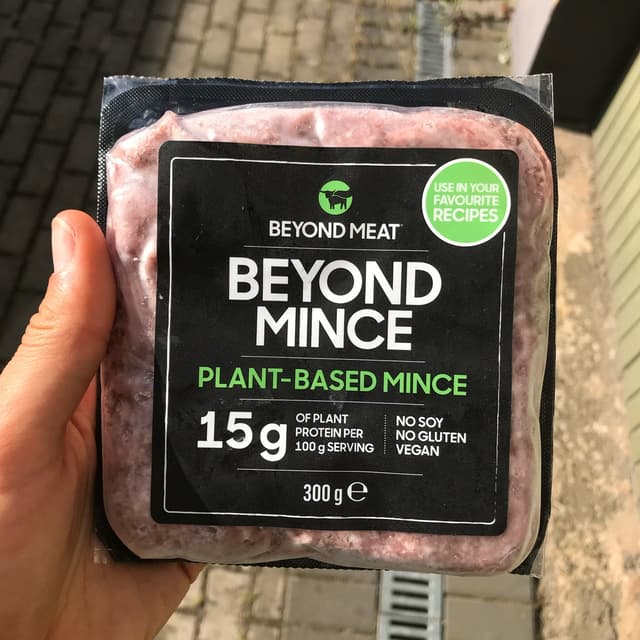 BEYOND MEAT
USE IN YOUR
FAVOURITE
RECIPES
BEYOND
MINCE
PLANT-BASED MINCE
15g
OF PLANT
PROTEIN PER
100 g SERVING
NO SOY
NO GLUTEN
VEGAN
300 g ℮